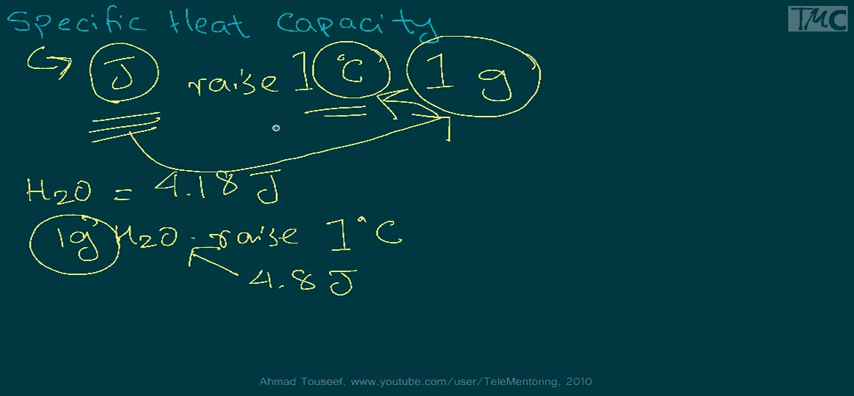 Specific Heat Capacity
TMC
J raise 1 °C 1 g
H2O = 4.18 J
1g H2O raise 1°C
4.8 J
Ahmad Touseef, www.youtube.com/user/TeleMentoring, 2010